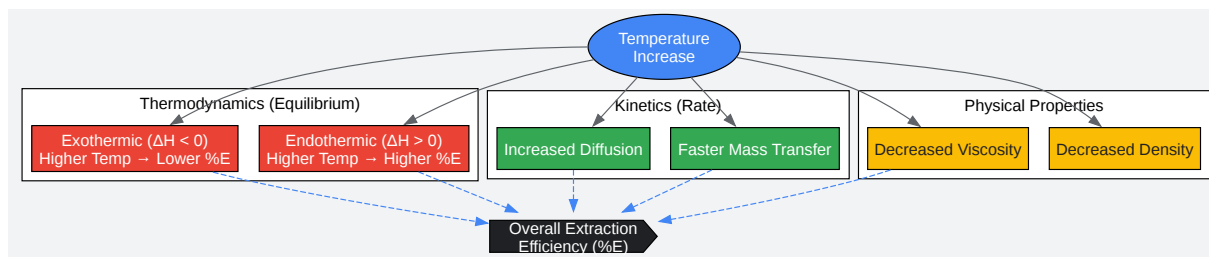 Temperature
Increase
Thermodynamics (Equilibrium)
Exothermic (ΔH < 0)
Higher Temp → Lower %E
Endothermic (ΔH > 0)
Higher Temp → Higher %E
Kinetics (Rate)
Increased Diffusion
Faster Mass Transfer
Physical Properties
Decreased Viscosity
Decreased Density
Overall Extraction
Efficiency (%E)